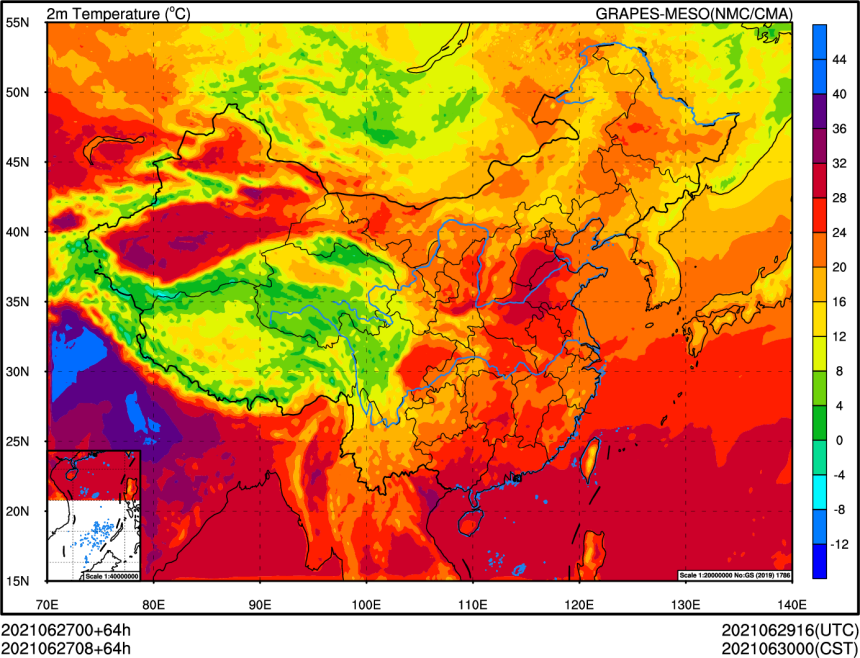 2m Temperature (°C) GRAPES-MESO(NMC/CMA)
55N
50N
45N
40N
35N
30N
25N
20N
15N
44
40
36
32
28
24
20
16
12
8
4
0
-4
-8
-12
Scale 1:40000000
Scale 1:20000000 No:GS (2019) 1786
70E 80E 90E 100E 110E 120E 130E 140E
2021062700+64h 2021062916(UTC)
2021062708+64h 2021063000(CST)